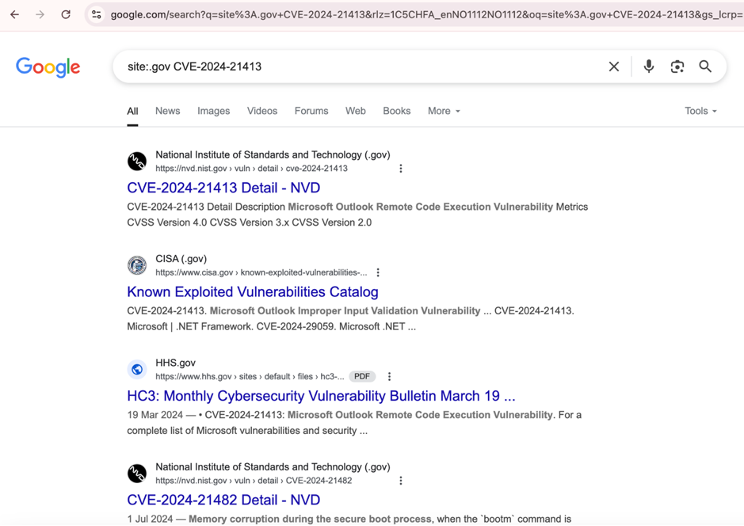 google.com/search?q=site%3A.gov+CVE-2024-21413&rlz=1C5CHFA_enNO1112NO1112&oq=site%3A.gov+CVE-2024-21413&gs_lcrp=
Google
site:.gov CVE-2024-21413
All News Images Videos Forums Web Books More Tools
National Institute of Standards and Technology (.gov)
https://nvd.nist.gov › vuln › detail › cve-2024-21413
CVE-2024-21413 Detail - NVD
CVE-2024-21413 Detail Description Microsoft Outlook Remote Code Execution Vulnerability Metrics
CVSS Version 4.0 CVSS Version 3.x CVSS Version 2.0
CISA (.gov)
https://www.cisa.gov › known-exploited-vulnerabilities-...
Known Exploited Vulnerabilities Catalog
CVE-2024-21413. Microsoft Outlook Improper Input Validation Vulnerability ... CVE-2024-21413.
Microsoft | .NET Framework. CVE-2024-29059. Microsoft .NET ...
HHS.gov
https://www.hhs.gov › sites › default › files › hc3-... PDF
HC3: Monthly Cybersecurity Vulnerability Bulletin March 19 ...
19 Mar 2024 — • CVE-2024-21413: Microsoft Outlook Remote Code Execution Vulnerability. For a
complete list of Microsoft vulnerabilities and security ...
National Institute of Standards and Technology (.gov)
https://nvd.nist.gov › vuln › detail › CVE-2024-21482
CVE-2024-21482 Detail - NVD
1 Jul 2024 — Memory corruption during the secure boot process, when the `bootm` command is